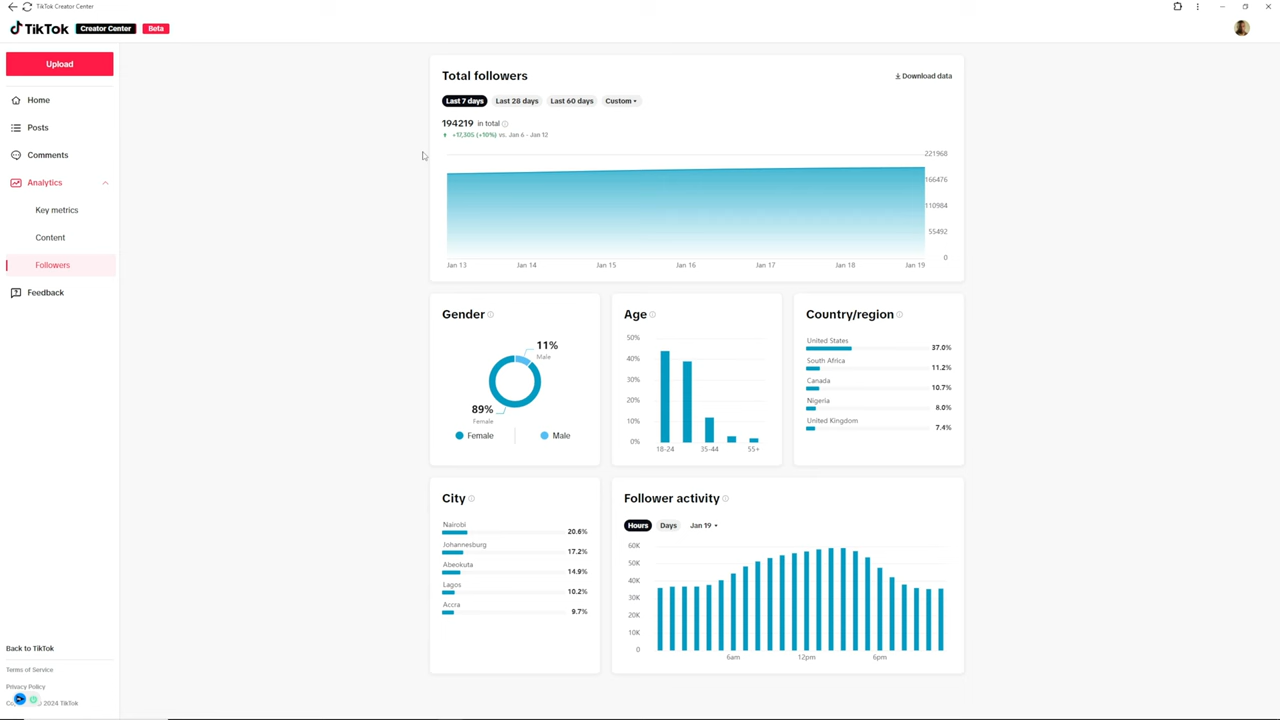 TikTok Creator Center
TikTok Creator Center Beta
Upload
Home
Posts
Comments
Analytics
Key metrics
Content
Followers
Feedback
Back to TikTok
Terms of Service
Privacy Policy
2024 TikTok
Total followers
Download data
Last 7 days Last 28 days Last 60 days Custom
194219 in total
+17,305 (+10%) vs. Jan 6 - Jan 12
221968
166476
110984
55492
0
Jan 13 Jan 14 Jan 15 Jan 16 Jan 17 Jan 18 Jan 19
Gender
11%
Male
89%
Female
Female Male
Age
50%
40%
30%
20%
10%
0%
18-24 35-44 55+
Country/region
United States 37.0%
South Africa 11.2%
Canada 10.7%
Nigeria 8.0%
United Kingdom 7.4%
City
Nairobi 20.6%
Johannesburg 17.2%
Abeokuta 14.9%
Lagos 10.2%
Accra 9.7%
Follower activity
Hours Days Jan 19
60K
50K
40K
30K
20K
10K
0
6am 12pm 6pm